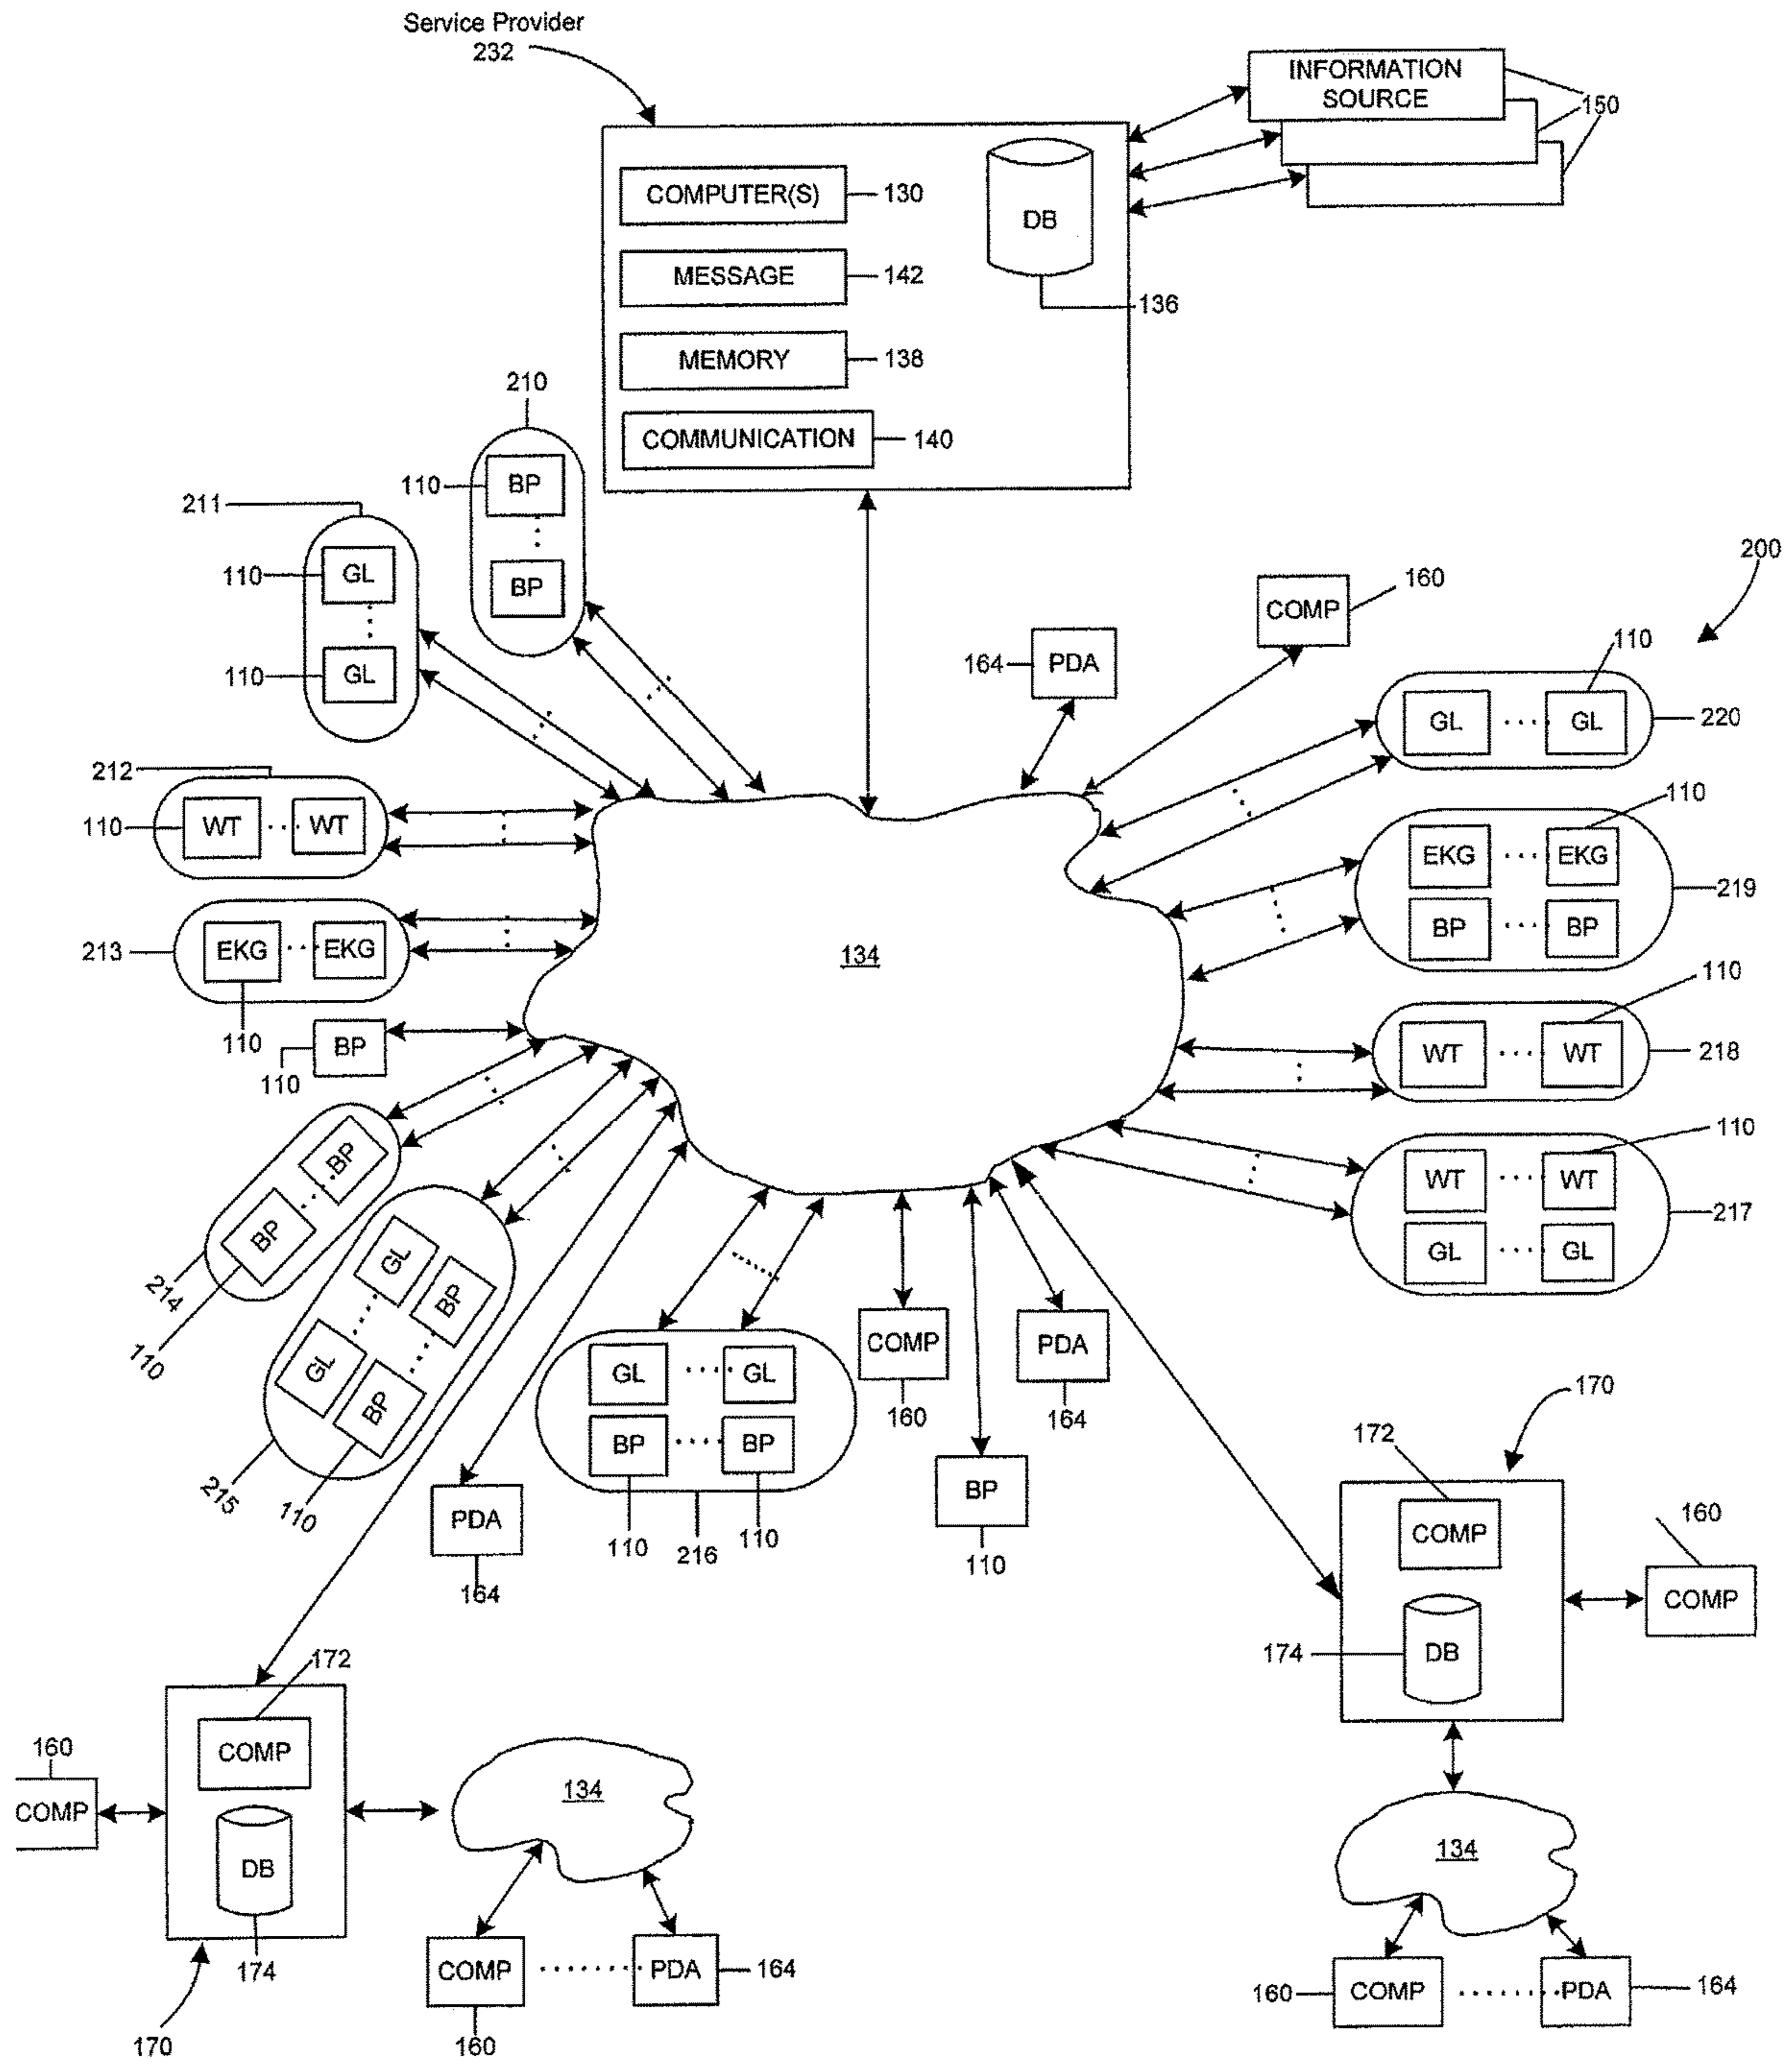 Service Provider
232
INFORMATION
SOURCE
150
COMPUTER(S)
130
DB
MESSAGE
142
136
MEMORY
138
COMMUNICATION
140
210
110
BP
BP
211
110
GL
110
GL
200
COMP
160
164
PDA
110
GL
GL
220
212
110
WT
WT
110
EKG
EKG
BP
BP
219
213
EKG
EKG
110
134
110
BP
110
WT
WT
218
BP
BP
214
110
110
WT
WT
GL
GL
217
GL
BP
GL
BP
215
110
GL
GL
BP
BP
110
216
110
COMP
160
PDA
164
BP
110
PDA
164
170
172
COMP
174
DB
160
COMP
172
COMP
DB
174
170
160
COMP
134
COMP
160
PDA
164
134
160
COMP
PDA
164